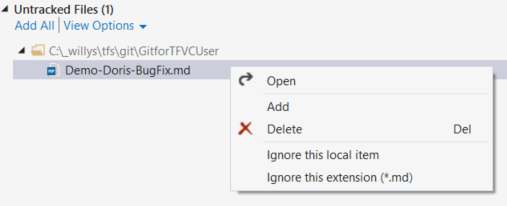 Untracked Files (1)
Add All | View Options
C:\_willys\tfs\git\GitforTFVCUser
Demo-Doris-BugFix.md
Open
Add
Delete Del
Ignore this local item
Ignore this extension (*.md)